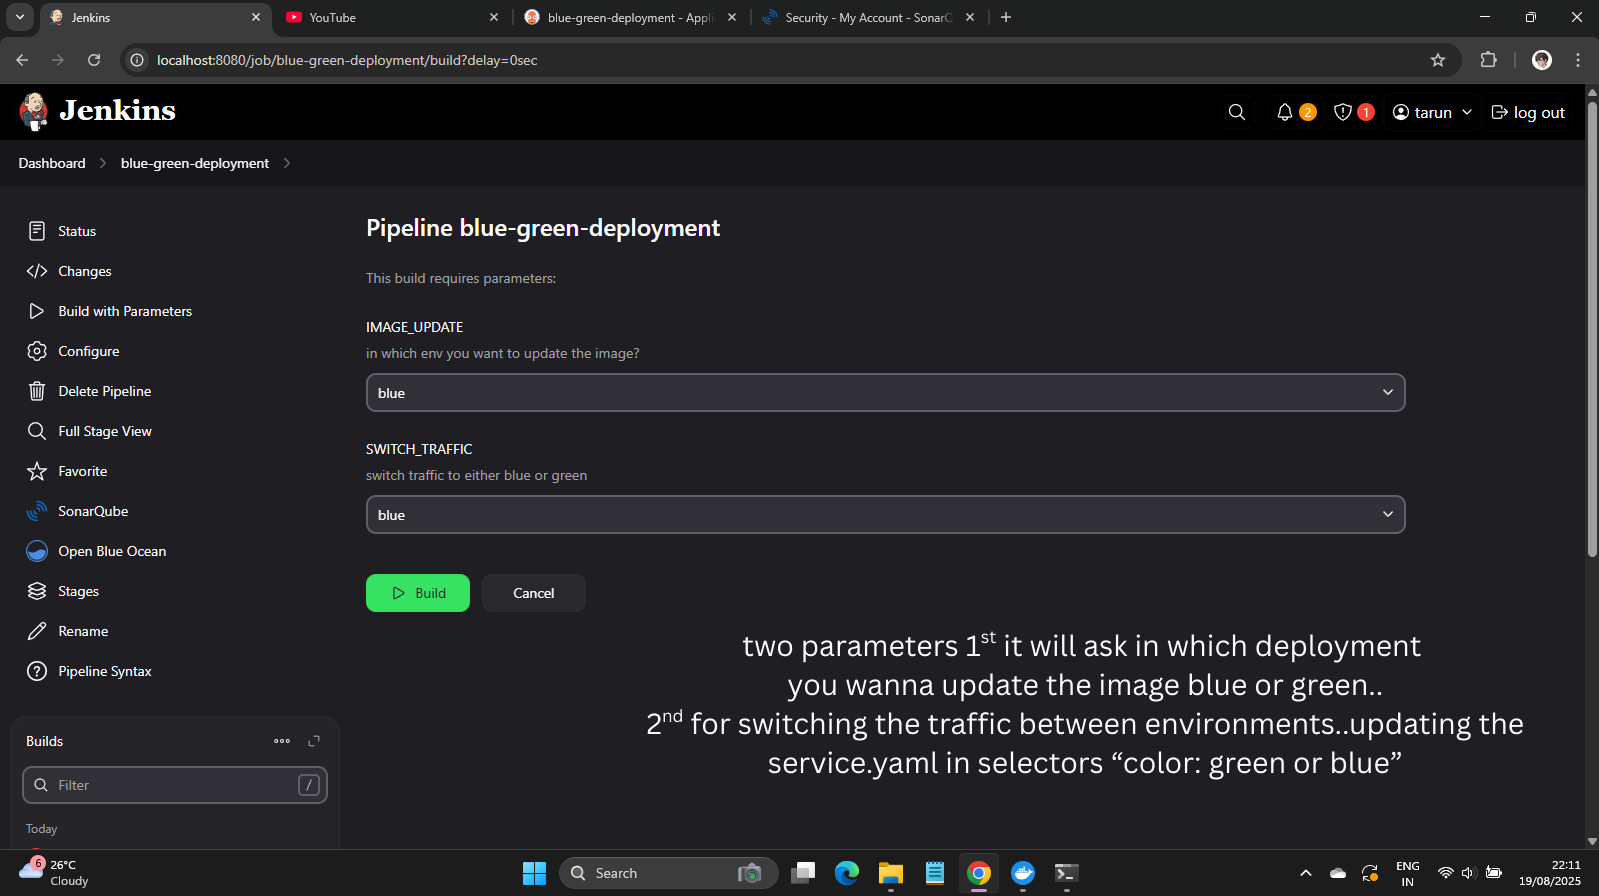 Jenkins
YouTube
blue-green-deployment - Appli
Security - My Account - SonarQ
localhost:8080/job/blue-green-deployment/build?delay=0sec
Jenkins
2
1
tarun
log out
Dashboard
blue-green-deployment
Status
Changes
Build with Parameters
Configure
Delete Pipeline
Full Stage View
Favorite
SonarQube
Open Blue Ocean
Stages
Rename
Pipeline Syntax
Builds
Filter
/
Today
Pipeline blue-green-deployment
This build requires parameters:
IMAGE_UPDATE
in which env you want to update the image?
blue
SWITCH_TRAFFIC
switch traffic to either blue or green
blue
Build
Cancel
two parameters 1st it will ask in which deployment
you wanna update the image blue or green..
2nd for switching the traffic between environments..updating the
service.yaml in selectors “color: green or blue”
6
26°C
Cloudy
Search
ENG
IN
22:11
19/08/2025